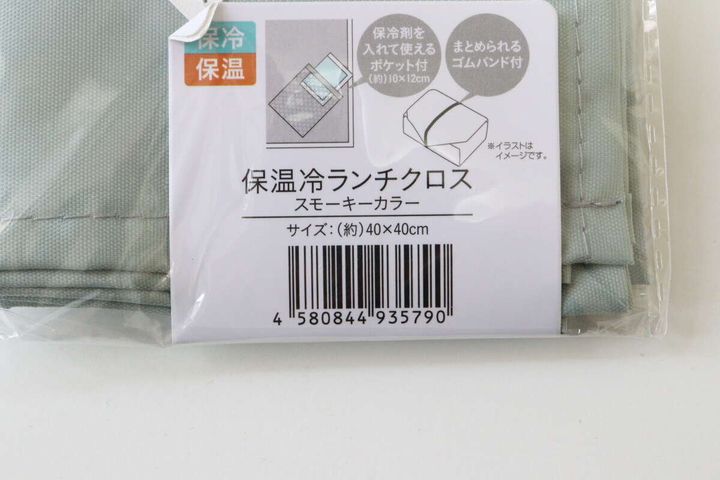 保冷
保温
保冷剤を
入れて使える
ポケット付
(約)10×12cm
まとめられる
ゴムバンド付
※イラストは
イメージです。
保温冷ランチクロス
スモーキーカラー
サイズ:(約)40×40cm
4 580844 935790